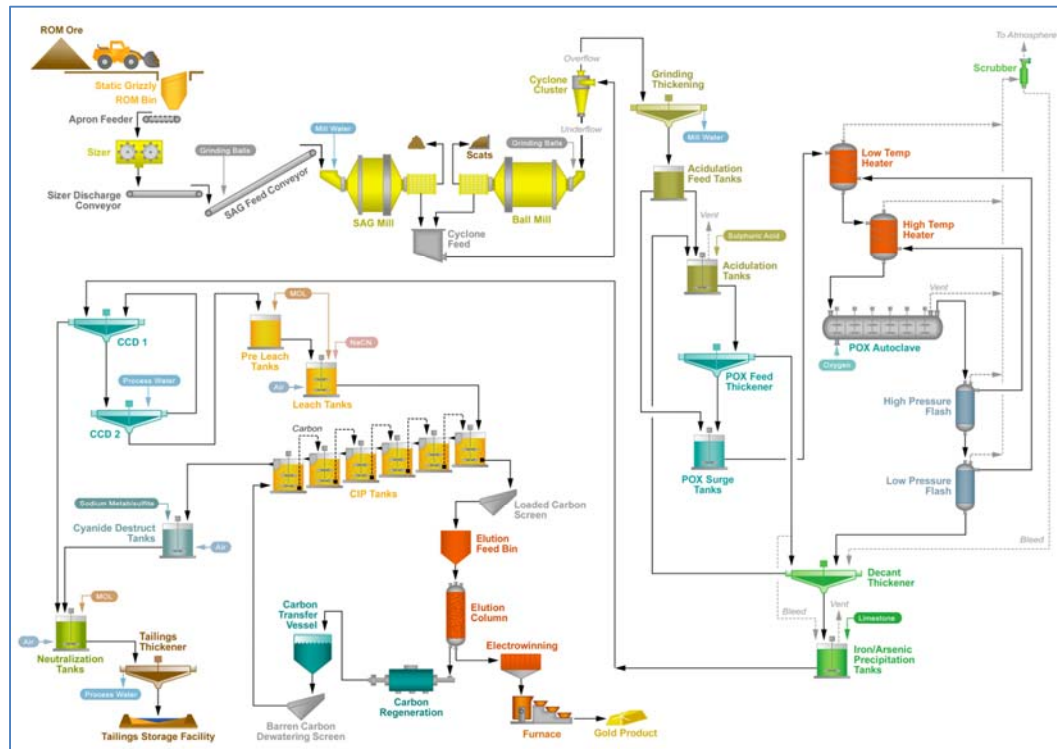 ROM Ore
Static Grizzly
ROM Bin
Apron Feeder
Sizer
Grinding Balls
Sizer Discharge
Conveyor
SAG Feed Conveyor
Mill Water
SAG Mill
Scats
Cyclone
Feed
Ball Mill
Grinding Balls
Overflow
Cyclone
Cluster
Underflow
Grinding
Thickening
Mill Water
Acidulation
Feed Tanks
Vent
Sulphuric Acid
Acidulation
Tanks
POX Feed
Thickener
POX Surge
Tanks
To Atmosphere
Scrubber
Low Temp
Heater
High Temp
Heater
Vent
POX Autoclave
Oxygen
High Pressure
Flash
Low Pressure
Flash
Bleed
Decant
Thickener
Bleed
Vent
Limestone
Iron/Arsenic
Precipitation
Tanks
CCD 1
Process Water
CCD 2
MOL
Pre Leach
Tanks
NaCN
Air
Leach Tanks
Carbon
CIP Tanks
Loaded Carbon
Screen
Sodium Metabisulfite
Cyanide Destruct
Tanks
Air
MOL
Air
Neutralization
Tanks
Tailings
Thickener
Process Water
Tailings Storage Facility
Elution
Feed Bin
Elution
Column
Carbon
Transfer
Vessel
Carbon
Regeneration
Barren Carbon
Dewatering Screen
Electrowinning
Furnace
Gold Product